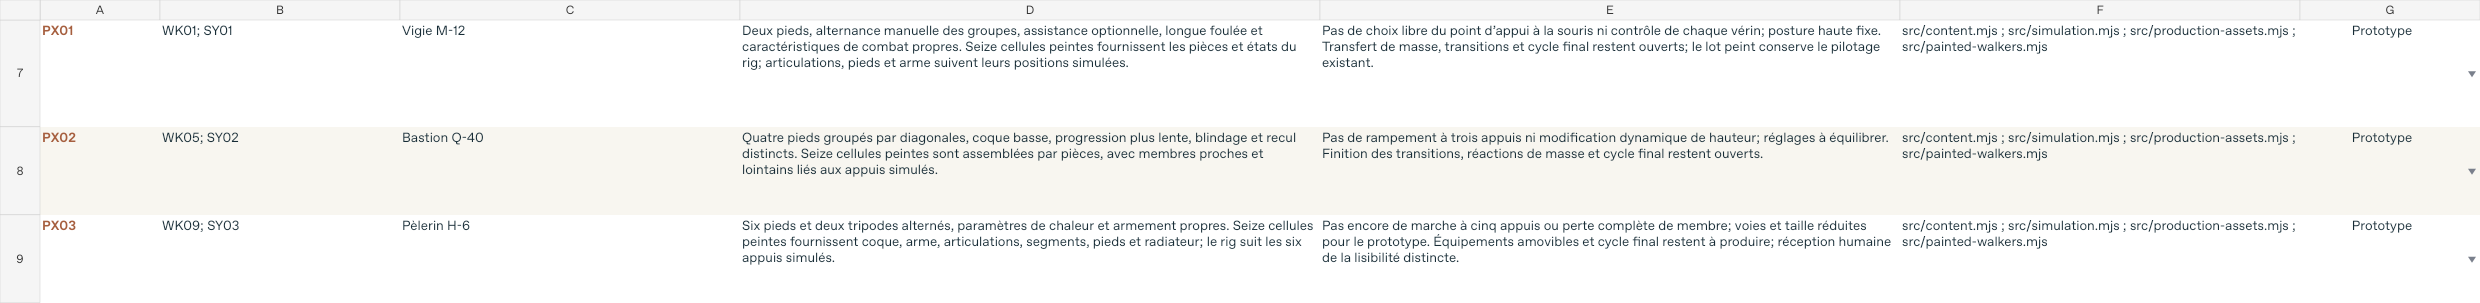 A B C D E F G
7
PX01
WK01; SY01
Vigie M-12
Deux pieds, alternance manuelle des groupes, assistance optionnelle, longue foulée et
caractéristiques de combat propres. Seize cellules peintes fournissent les pièces et états du
rig; articulations, pieds et arme suivent leurs positions simulées.
Pas de choix libre du point d’appui à la souris ni contrôle de chaque vérin; posture haute fixe.
Transfert de masse, transitions et cycle final restent ouverts; le lot peint conserve le pilotage
existant.
src/content.mjs ; src/simulation.mjs ; src/production-assets.mjs ;
src/painted-walkers.mjs
Prototype
8
PX02
WK05; SY02
Bastion Q-40
Quatre pieds groupés par diagonales, coque basse, progression plus lente, blindage et recul
distincts. Seize cellules peintes sont assemblées par pièces, avec membres proches et
lointains liés aux appuis simulés.
Pas de rampement à trois appuis ni modification dynamique de hauteur; réglages à équilibrer.
Finition des transitions, réactions de masse et cycle final restent ouverts.
src/content.mjs ; src/simulation.mjs ; src/production-assets.mjs ;
src/painted-walkers.mjs
Prototype
9
PX03
WK09; SY03
Pèlerin H-6
Six pieds et deux tripodes alternés, paramètres de chaleur et armement propres. Seize cellules
peintes fournissent coque, arme, articulations, segments, pieds et radiateur; le rig suit les six
appuis simulés.
Pas encore de marche à cinq appuis ou perte complète de membre; voies et taille réduites
pour le prototype. Équipements amovibles et cycle final restent à produire; réception humaine
de la lisibilité distincte.
src/content.mjs ; src/simulation.mjs ; src/production-assets.mjs ;
src/painted-walkers.mjs
Prototype